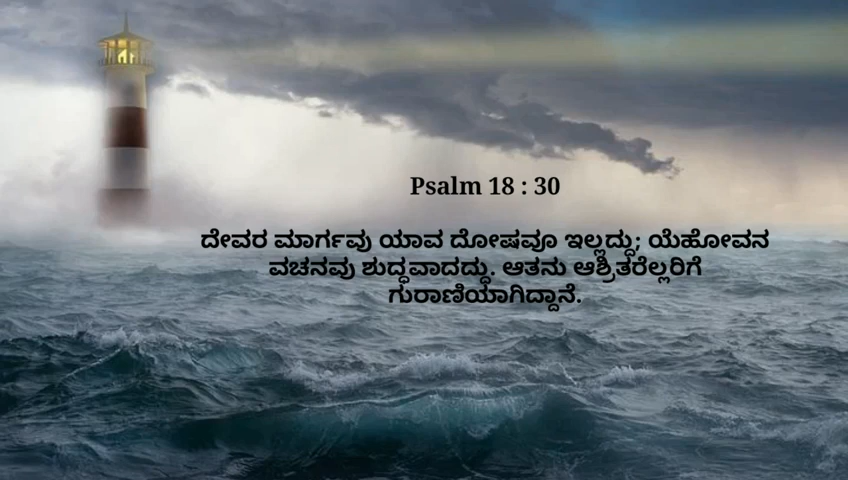 Psalm 18 : 30
ದೇವರ ಮಾರ್ಗವು ಯಾವ ದೋಷವೂ ಇಲ್ಲದ್ದು; ಯೆಹೋವನ
ವಚನವು ಶುದ್ಧವಾದದ್ದು. ಆತನು ಆಶ್ರಿತರೆಲ್ಲರಿಗೆ
ಗುರಾಣಿಯಾಗಿದ್ದಾನೆ.